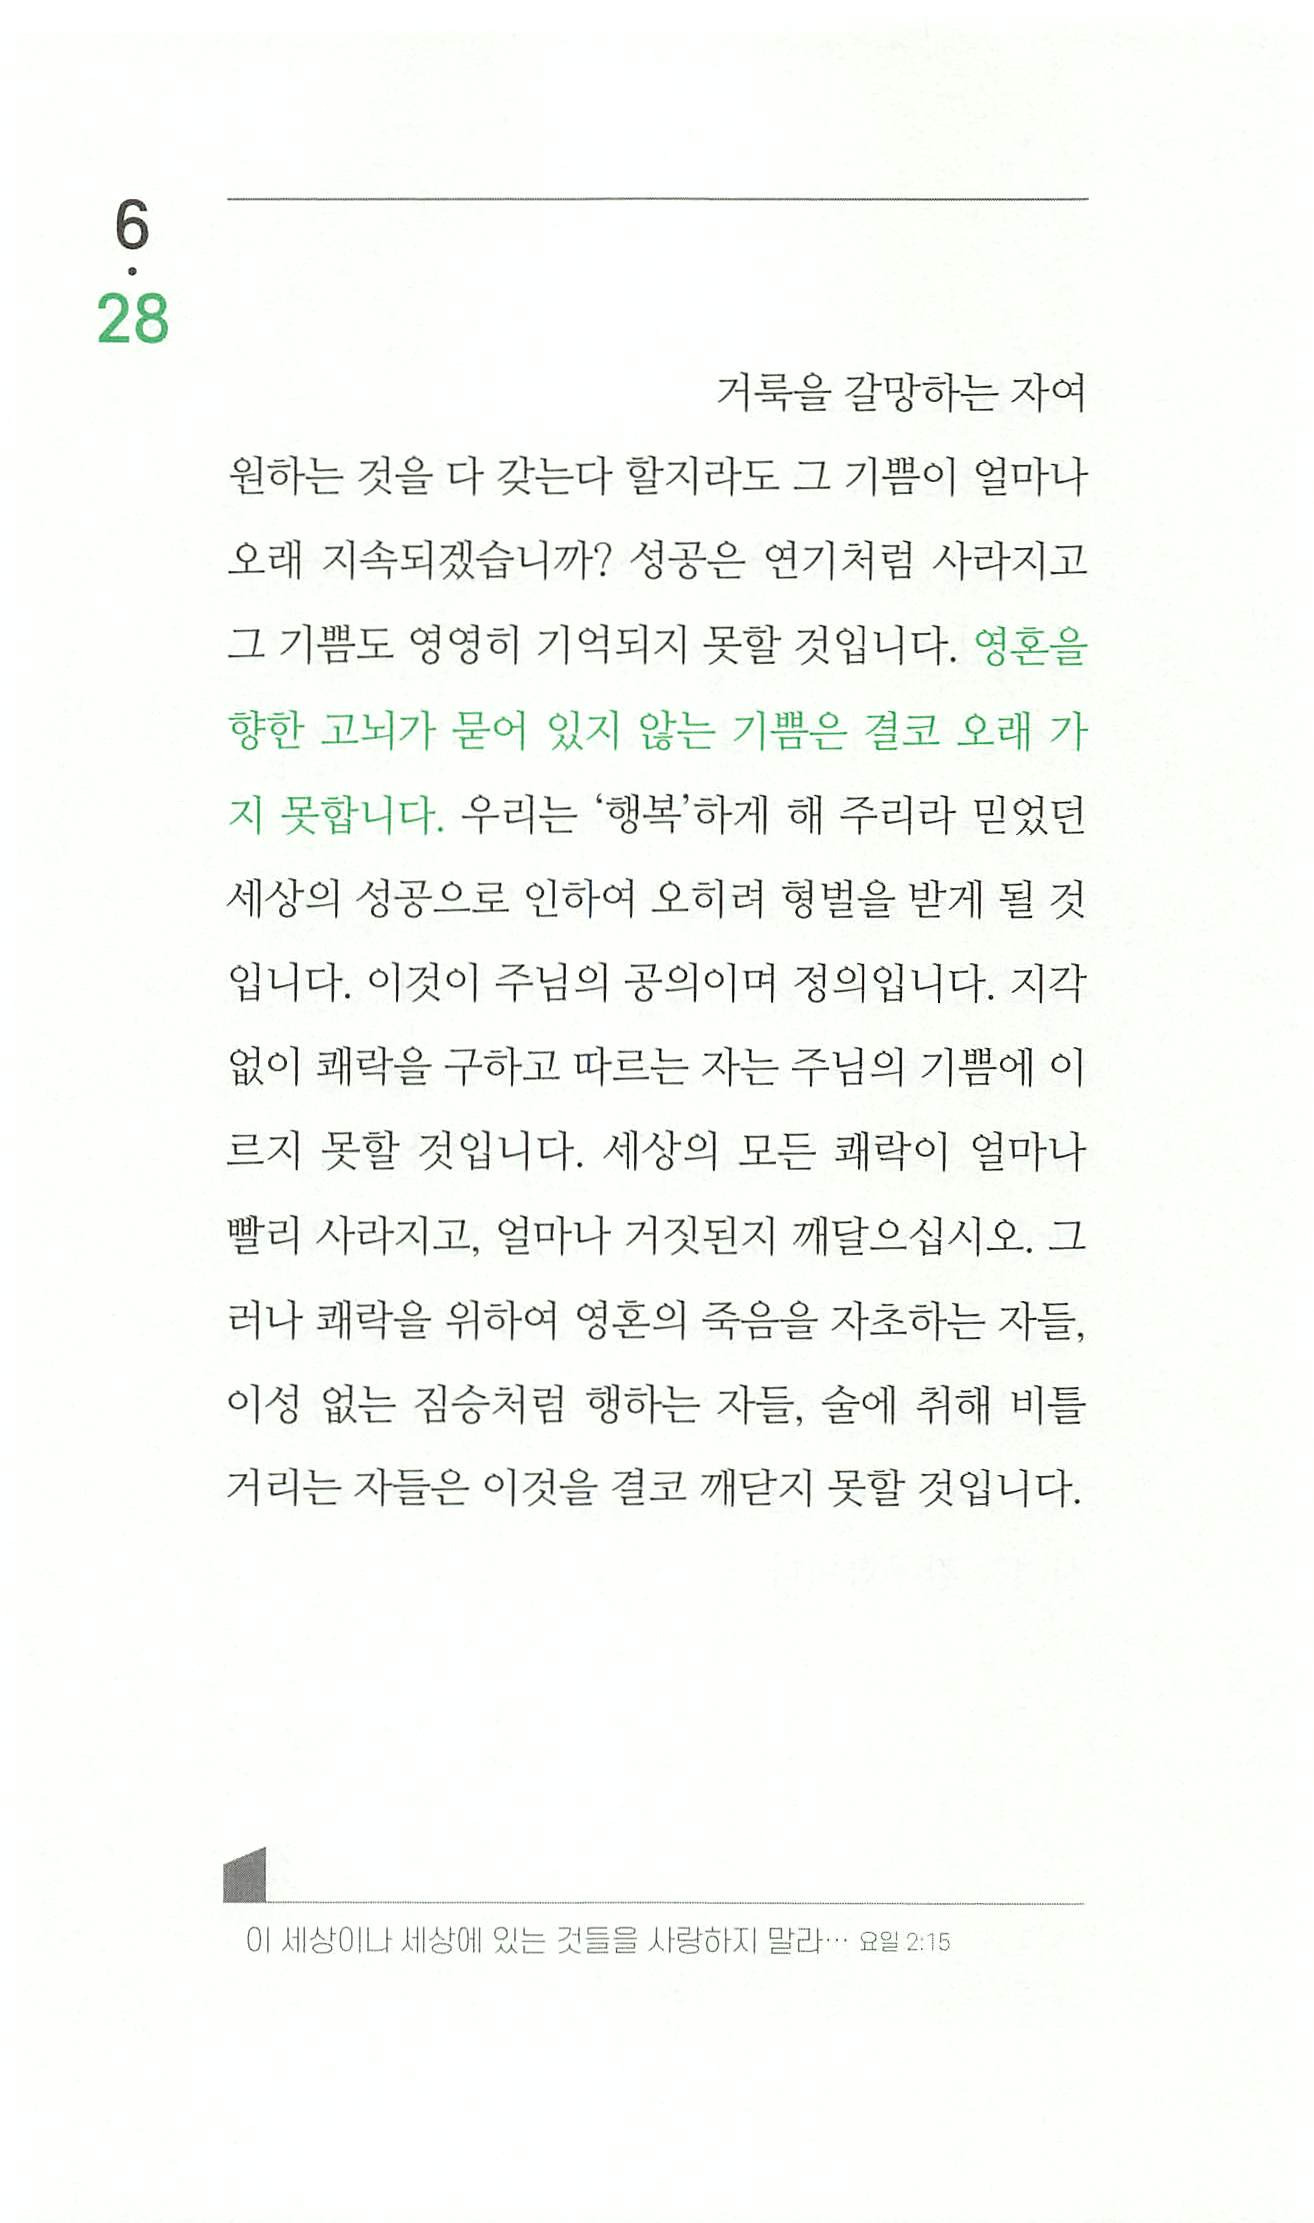 6
·
28
거룩을 갈망하는 자여
원하는 것을 다 갖는다 할지라도 그 기쁨이 얼마나
오래 지속되겠습니까? 성공은 연기처럼 사라지고
그 기쁨도 영영히 기억되지 못할 것입니다. 영혼을
향한 고뇌가 묻어 있지 않는 기쁨은 결코 오래 가
지 못합니다. 우리는 ‘행복’하게 해 주리라 믿었던
세상의 성공으로 인하여 오히려 형벌을 받게 될 것
입니다. 이것이 주님의 공의이며 정의입니다. 지각
없이 쾌락을 구하고 따르는 자는 주님의 기쁨에 이
르지 못할 것입니다. 세상의 모든 쾌락이 얼마나
빨리 사라지고, 얼마나 거짓된지 깨달으십시오. 그
러나 쾌락을 위하여 영혼의 죽음을 자초하는 자들,
이성 없는 짐승처럼 행하는 자들, 술에 취해 비틀
거리는 자들은 이것을 결코 깨닫지 못할 것입니다.
이 세상이나 세상에 있는 것들을 사랑하지 말라… 요일 2:15